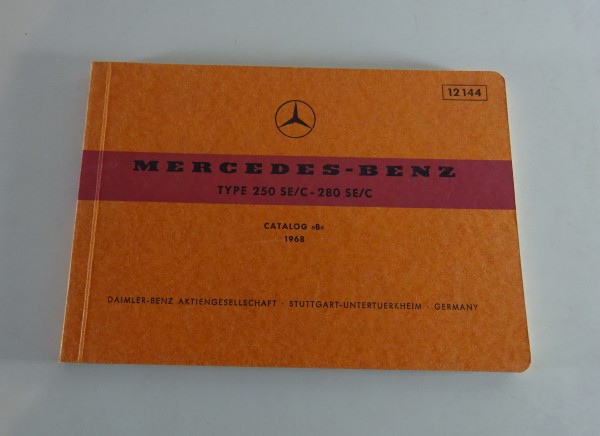 12144
MERCEDES-BENZ
TYPE 250 SE/C - 280 SE/C
CATALOG »B«
1968
DAIMLER-BENZ AKTIENGESELLSCHAFT · STUTTGART-UNTERTUERKHEIM · GERMANY